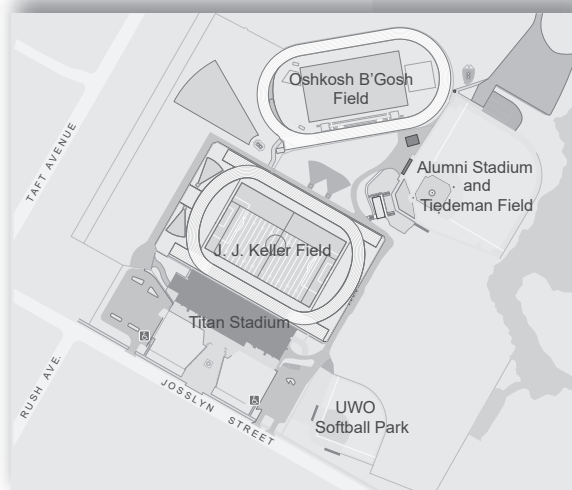 Oshkosh B'Gosh
Field
TAFT AVENUE
Alumni Stadium
and
Tiedeman Field
J. J. Keller Field
Titan Stadium
RUSH AVE.
JOSSLYN STREET
UWO
Softball Park